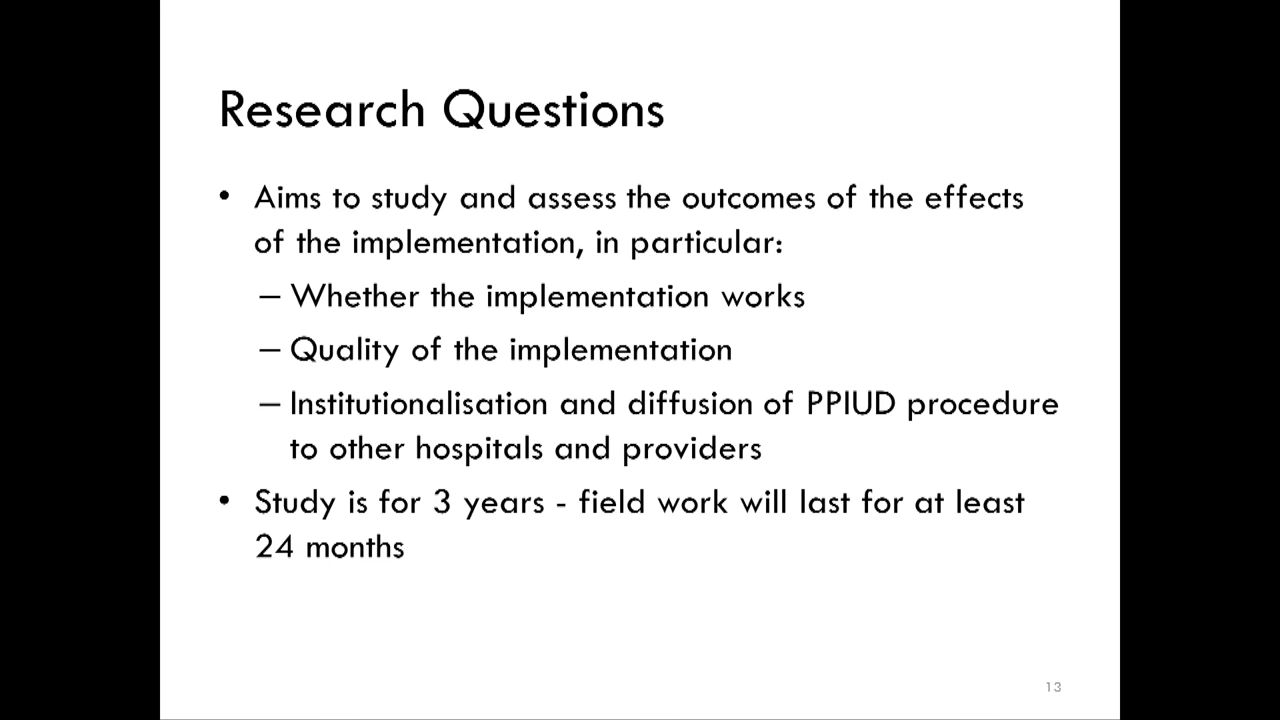 Research Questions
• Aims to study and assess the outcomes of the effects
of the implementation, in particular:
– Whether the implementation works
– Quality of the implementation
– Institutionalisation and diffusion of PPIUD procedure
to other hospitals and providers
• Study is for 3 years - field work will last for at least
24 months
13